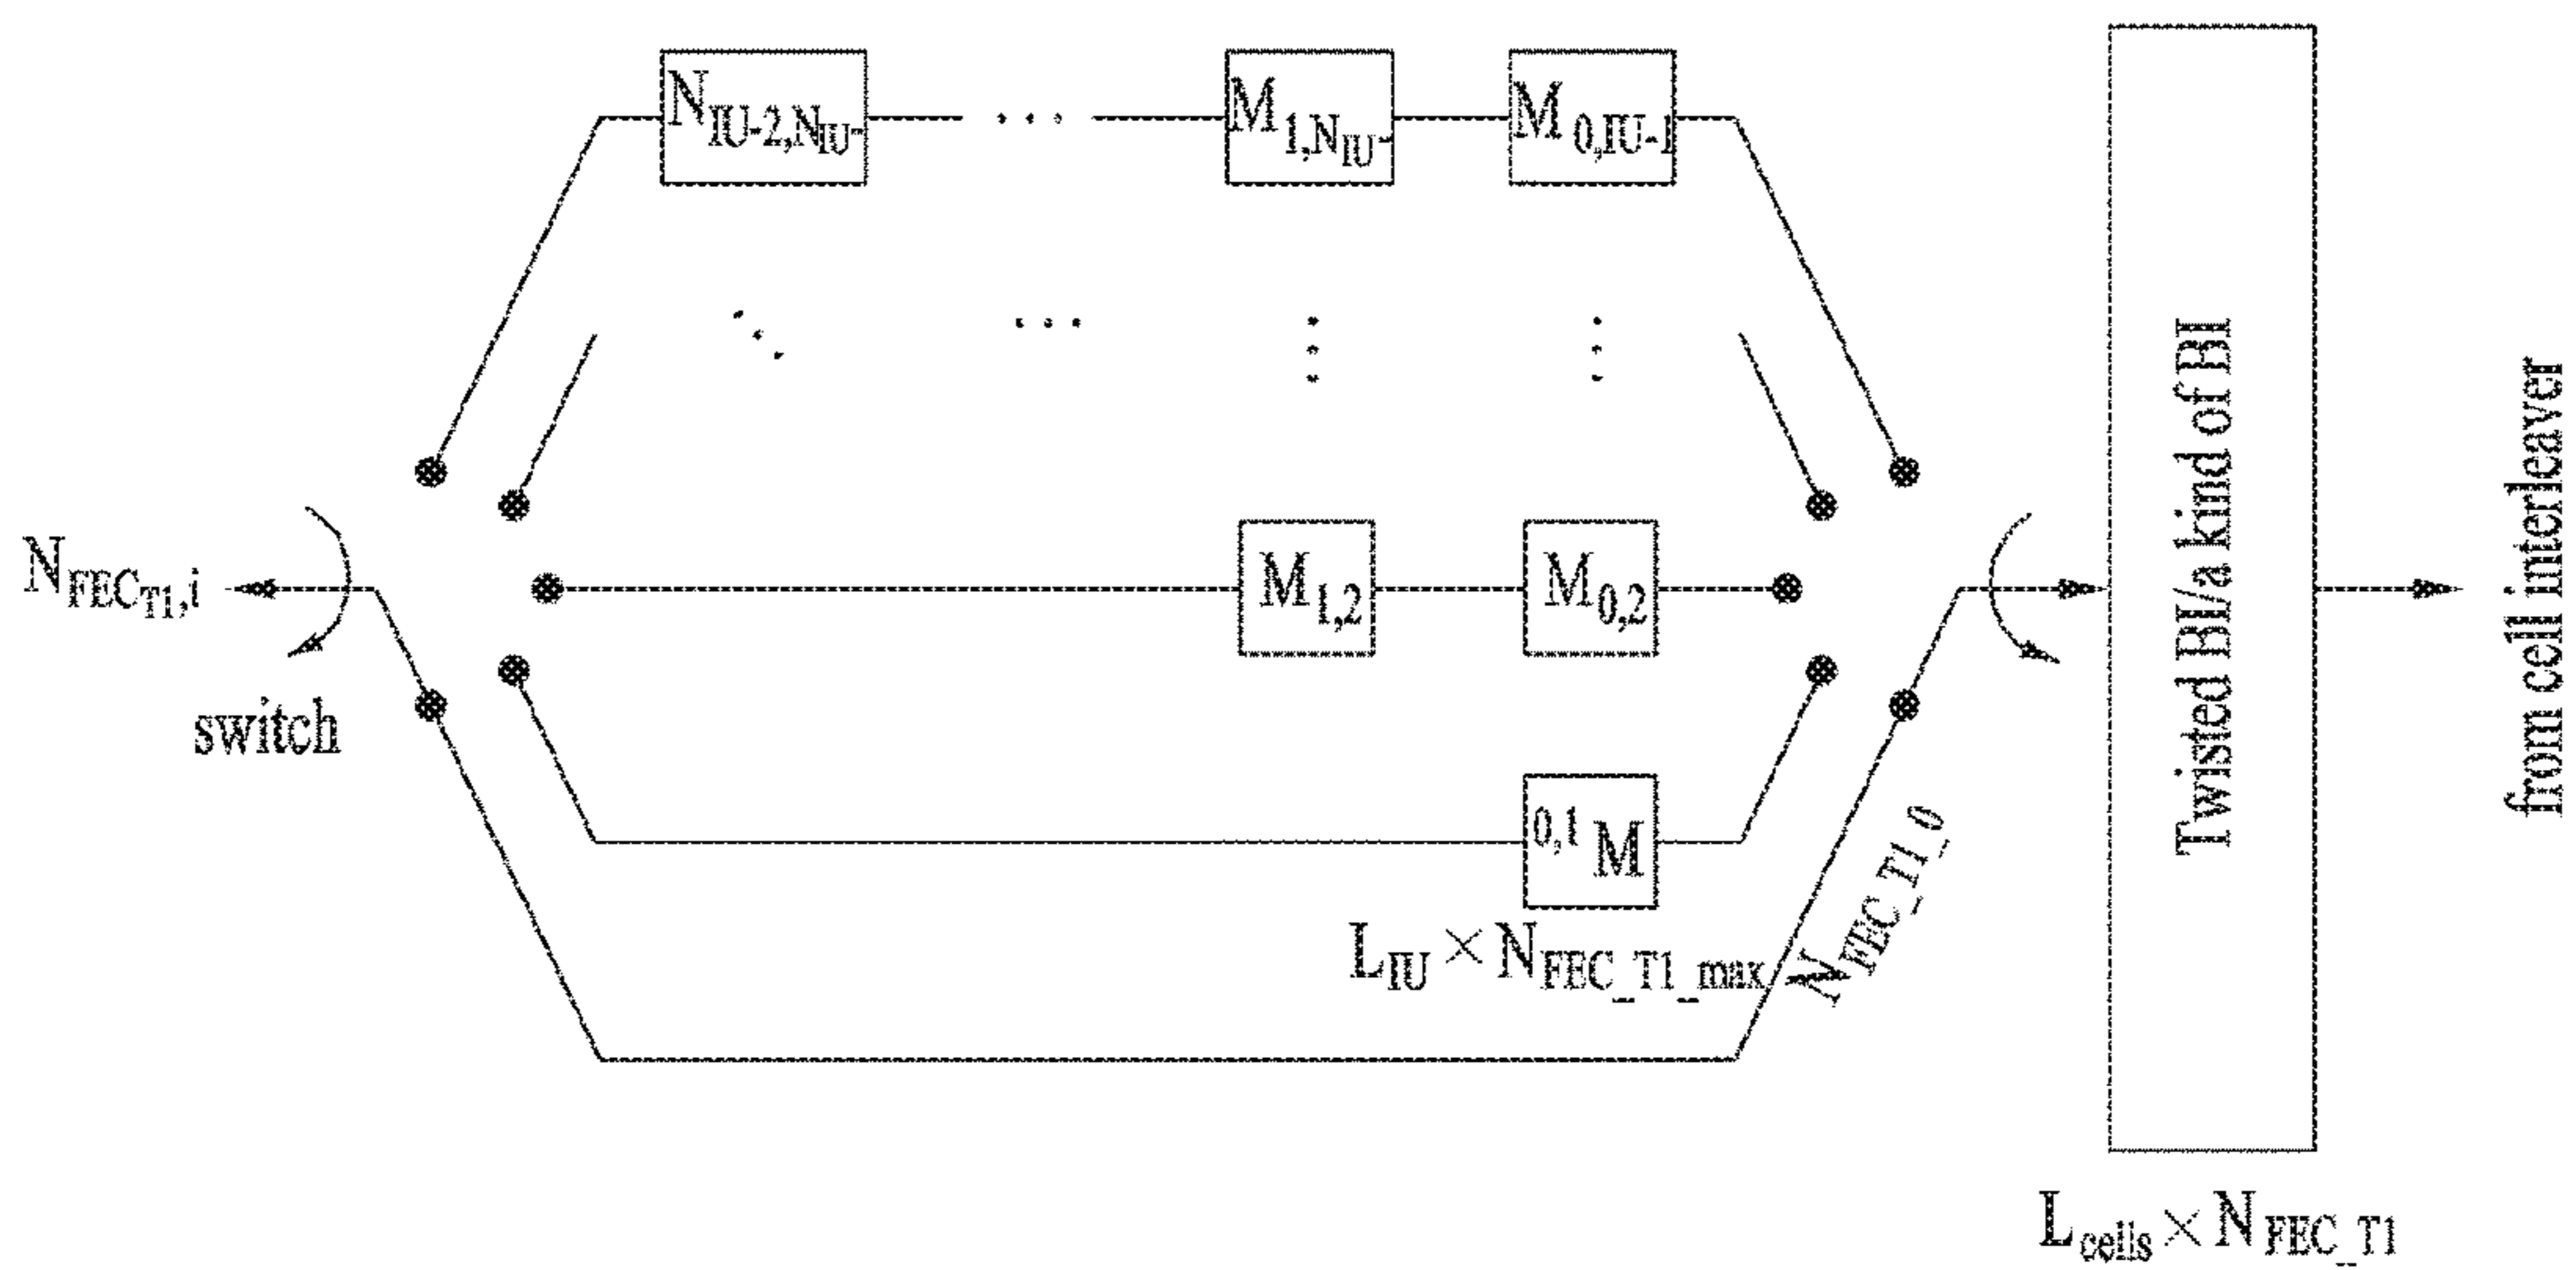 N_IU-2,N_IU-
M_1,N_IU-
M_0,IU-1
N_FEC_T1,i
switch
M_1,2
M_0,2
0,1 M
L_IU × N_FEC_T1_max
N_FEC_T1_0
Twisted BI/a kind of BI
from cell interleaver
L_cells × N_FEC_T1